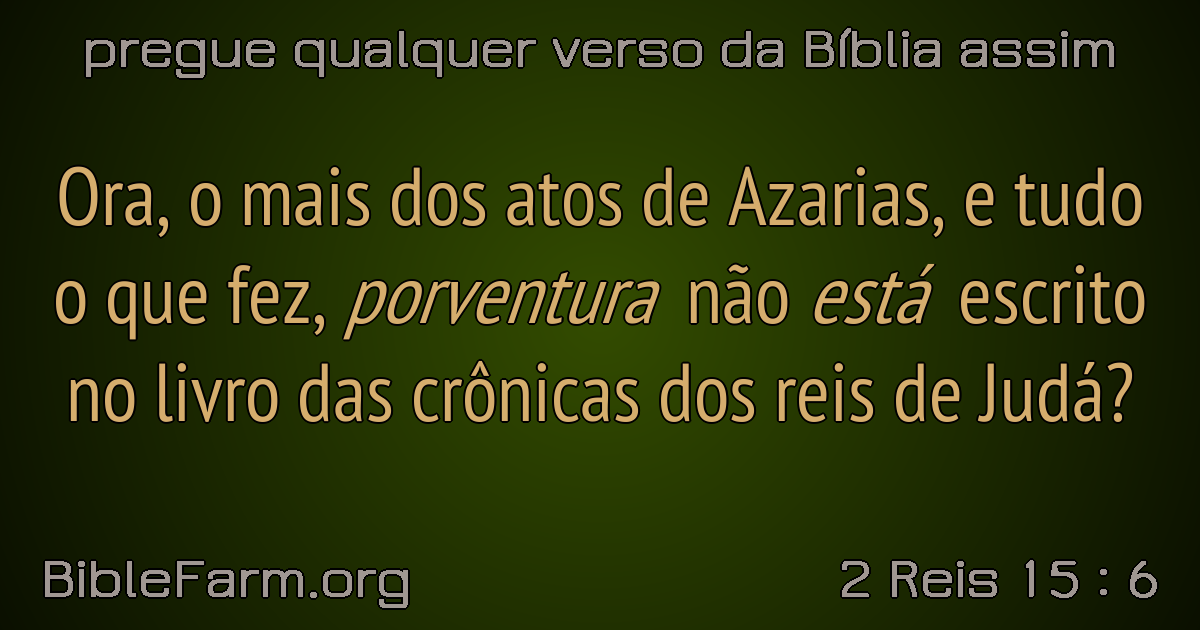 pregue qualquer verso da Bíblia assim
Ora, o mais dos atos de Azarias, e tudo
o que fez, porventura não está escrito
no livro das crônicas dos reis de Judá?
BibleFarm.org
2 Reis 15 : 6